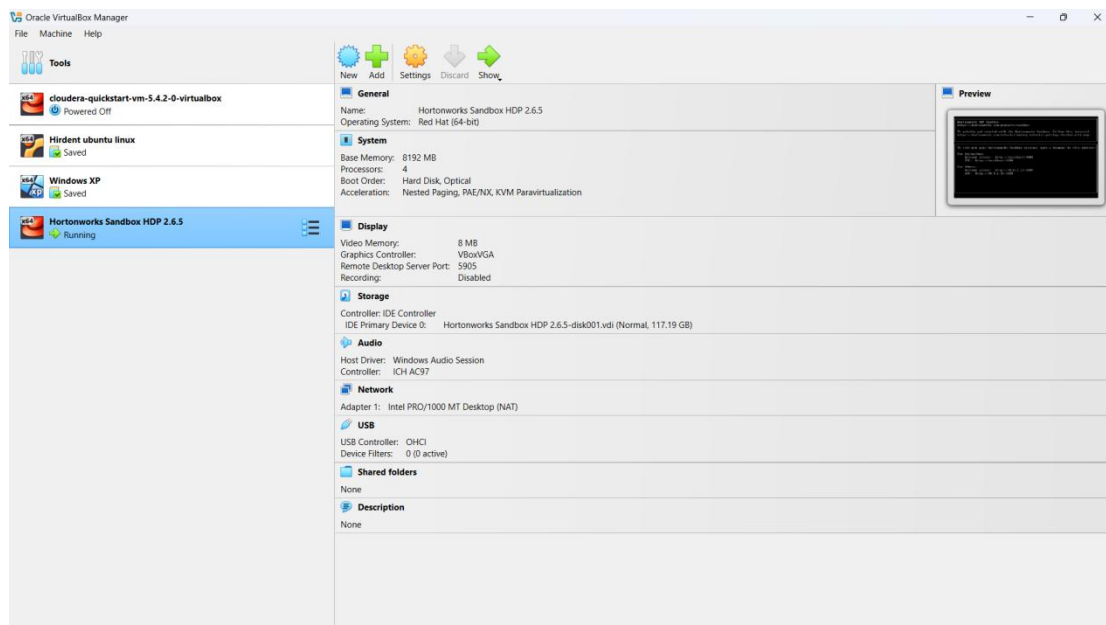 Oracle VirtualBox Manager
File Machine Help
Tools
New Add Settings Discard Show
cloudera-quickstart-vm-5.4.2-0-virtualbox
Powered Off
Hirdent ubuntu linux
Saved
Windows XP
Saved
Hortonworks Sandbox HDP 2.6.5
Running
General
Name: Hortonworks Sandbox HDP 2.6.5
Operating System: Red Hat (64-bit)
Preview
System
Base Memory: 8192 MB
Processors: 4
Boot Order: Hard Disk, Optical
Acceleration: Nested Paging, PAE/NX, KVM Paravirtualization
Display
Video Memory: 8 MB
Graphics Controller: VBoxVGA
Remote Desktop Server Port: 5905
Recording: Disabled
Storage
Controller: IDE Controller
IDE Primary Device 0: Hortonworks Sandbox HDP 2.6.5-disk001.vdi (Normal, 117.19 GB)
Audio
Host Driver: Windows Audio Session
Controller: ICH AC97
Network
Adapter 1: Intel PRO/1000 MT Desktop (NAT)
USB
USB Controller: OHCI
Device Filters: 0 (0 active)
Shared folders
None
Description
None